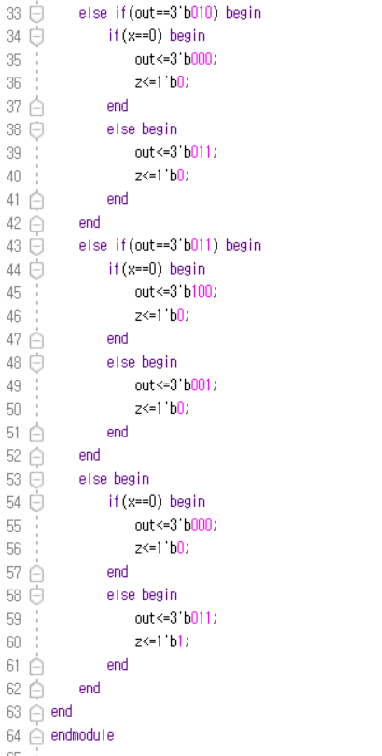 33 else if(out==3'b010) begin
34 if(x==0) begin
35 out<=3'b000;
36 z<=1'b0;
37 end
38 else begin
39 out<=3'b011;
40 z<=1'b0;
41 end
42 end
43 else if(out==3'b011) begin
44 if(x==0) begin
45 out<=3'b100;
46 z<=1'b0;
47 end
48 else begin
49 out<=3'b001;
50 z<=1'b0;
51 end
52 end
53 else begin
54 if(x==0) begin
55 out<=3'b000;
56 z<=1'b0;
57 end
58 else begin
59 out<=3'b011;
60 z<=1'b1;
61 end
62 end
63 end
64 endmodule